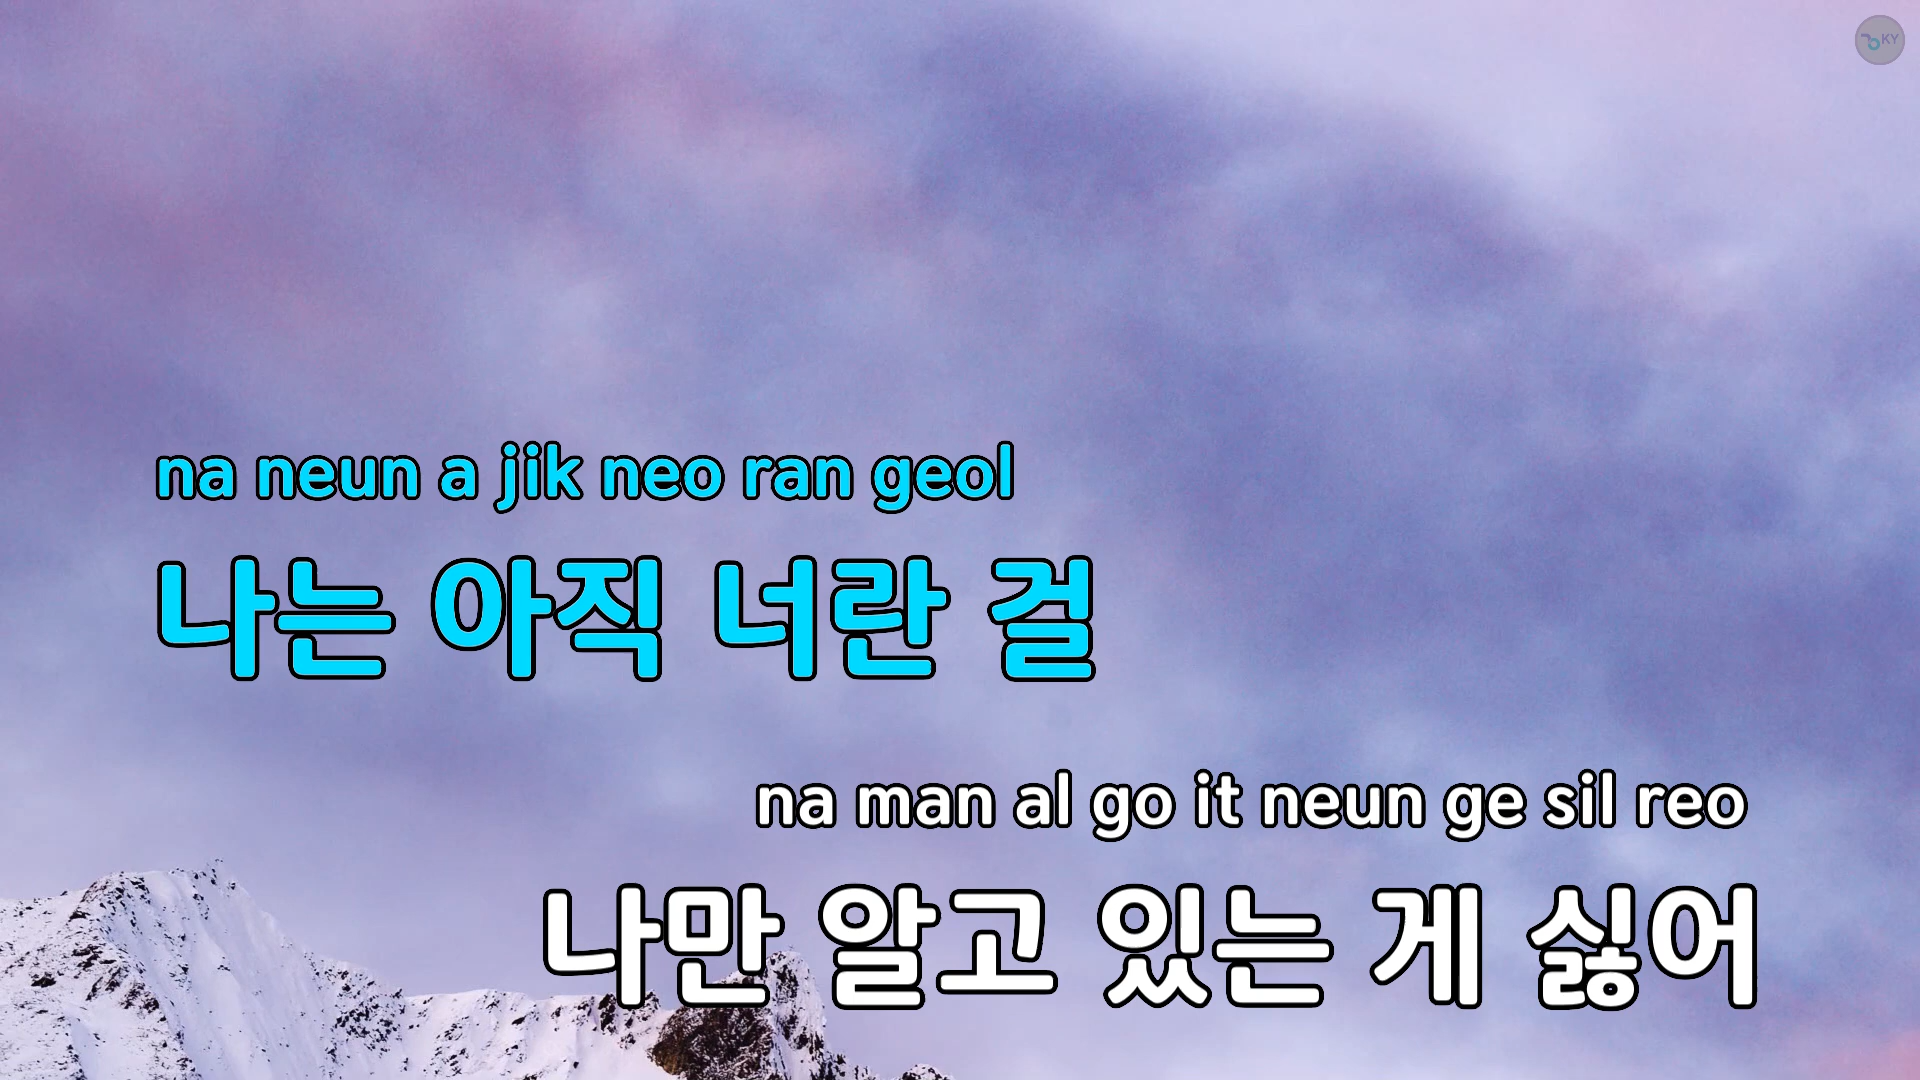 KY
na neun a jik neo ran geol
나는 아직 너란 걸
na man al go it neun ge sil reo
나만 알고 있는 게 싫어